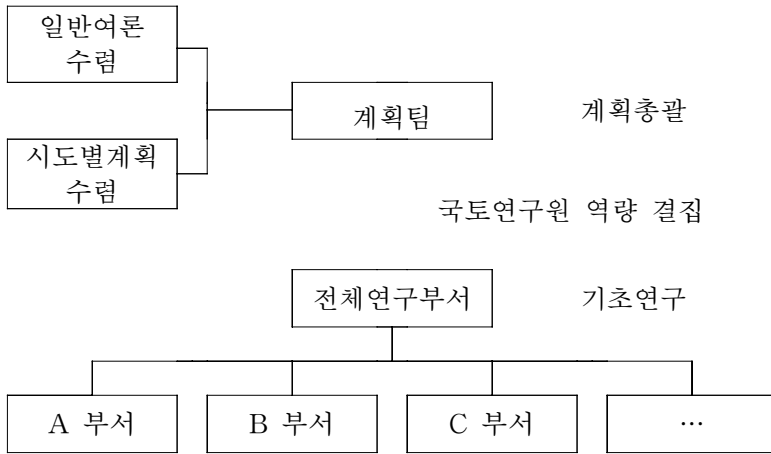 일반여론
수렴
계획팀
계획총괄
시도별계획
수렴
국토연구원 역량 결집
전체연구부서
기초연구
A 부서
B 부서
C 부서
…